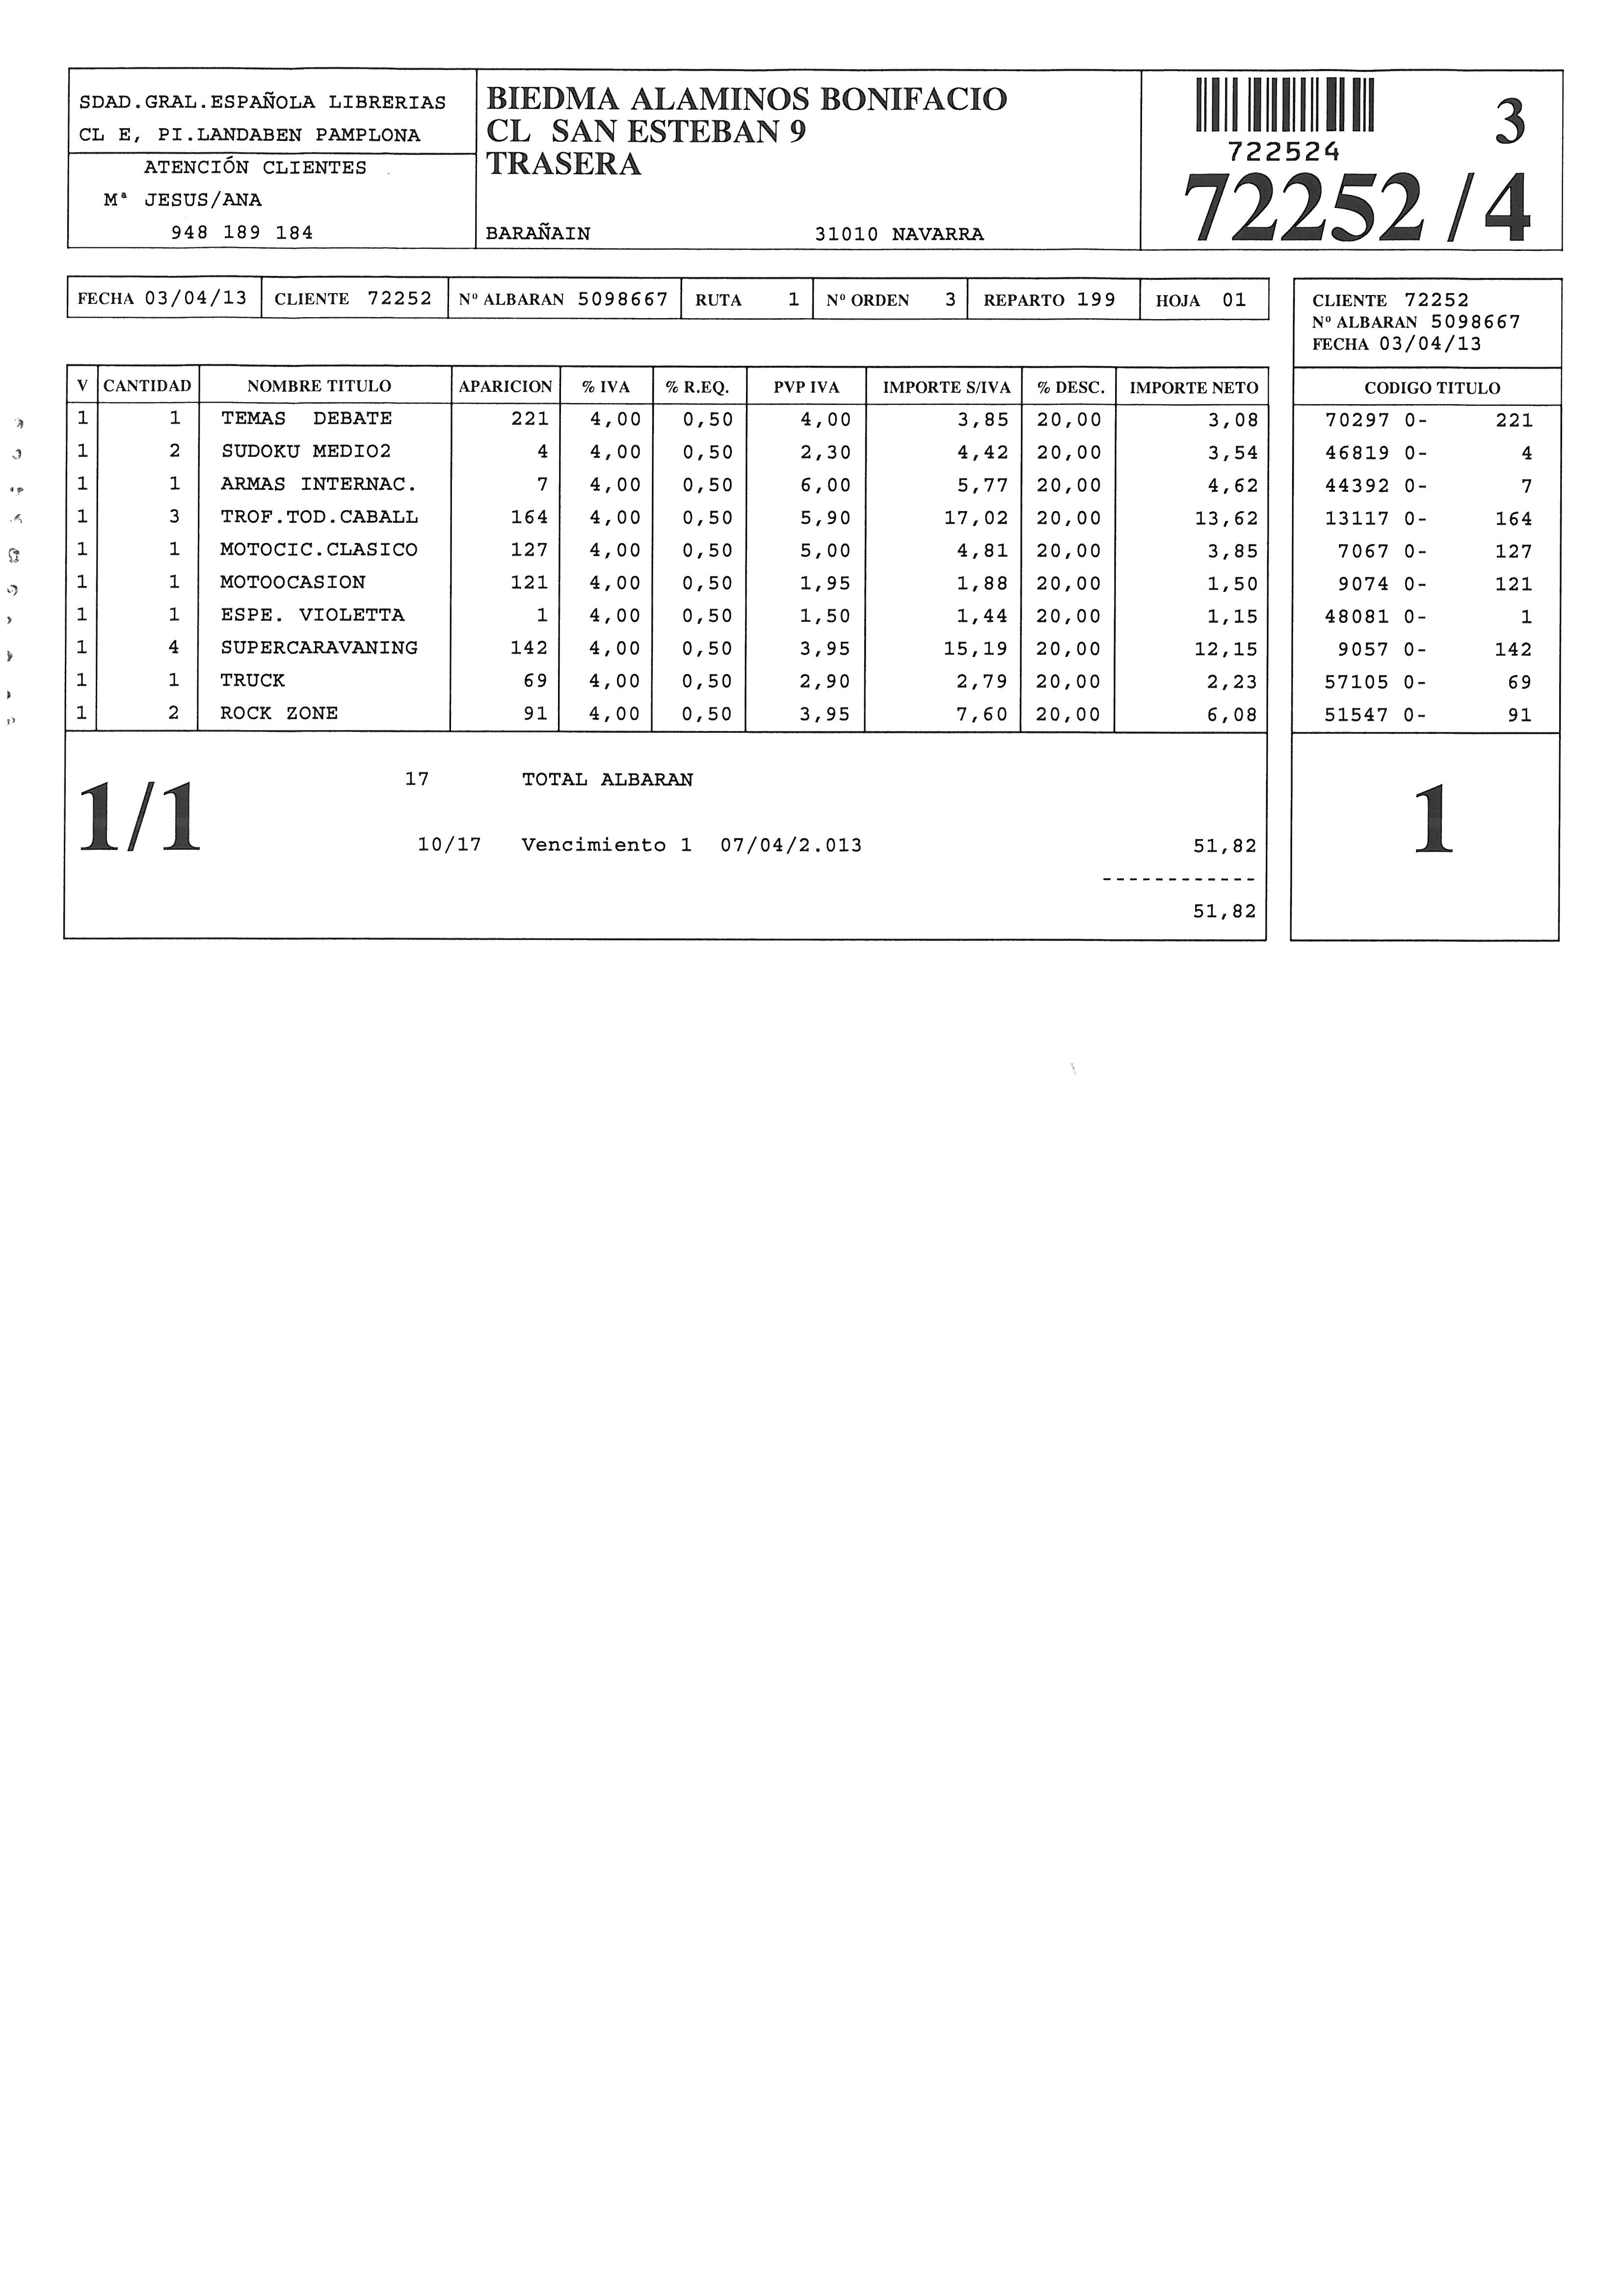 SDAD.GRAL.ESPAÑOLA LIBRERIAS
CL E, PI.LANDABEN PAMPLONA
ATENCIÓN CLIENTES
Mª JESUS/ANA
948 189 184
BIEDMA ALAMINOS BONIFACIO
CL SAN ESTEBAN 9
TRASERA
BARAÑAIN 31010 NAVARRA
722524
3
72252/4
FECHA 03/04/13 CLIENTE 72252 Nº ALBARAN 5098667 RUTA 1 Nº ORDEN 3 REPARTO 199 HOJA 01
CLIENTE 72252
Nº ALBARAN 5098667
FECHA 03/04/13
V CANTIDAD NOMBRE TITULO APARICION % IVA % R.EQ. PVP IVA IMPORTE S/IVA % DESC. IMPORTE NETO CODIGO TITULO
1 1 TEMAS DEBATE 221 4,00 0,50 4,00 3,85 20,00 3,08 70297 0- 221
1 2 SUDOKU MEDIO2 4 4,00 0,50 2,30 4,42 20,00 3,54 46819 0- 4
1 1 ARMAS INTERNAC. 7 4,00 0,50 6,00 5,77 20,00 4,62 44392 0- 7
1 3 TROF.TOD.CABALL 164 4,00 0,50 5,90 17,02 20,00 13,62 13117 0- 164
1 1 MOTOCIC.CLASICO 127 4,00 0,50 5,00 4,81 20,00 3,85 7067 0- 127
1 1 MOTOOCASION 121 4,00 0,50 1,95 1,88 20,00 1,50 9074 0- 121
1 1 ESPE. VIOLETTA 1 4,00 0,50 1,50 1,44 20,00 1,15 48081 0- 1
1 4 SUPERCARAVANING 142 4,00 0,50 3,95 15,19 20,00 12,15 9057 0- 142
1 1 TRUCK 69 4,00 0,50 2,90 2,79 20,00 2,23 57105 0- 69
1 2 ROCK ZONE 91 4,00 0,50 3,95 7,60 20,00 6,08 51547 0- 91
17 TOTAL ALBARAN
1/1
1
10/17 Vencimiento 1 07/04/2.013 51,82
------------
51,82